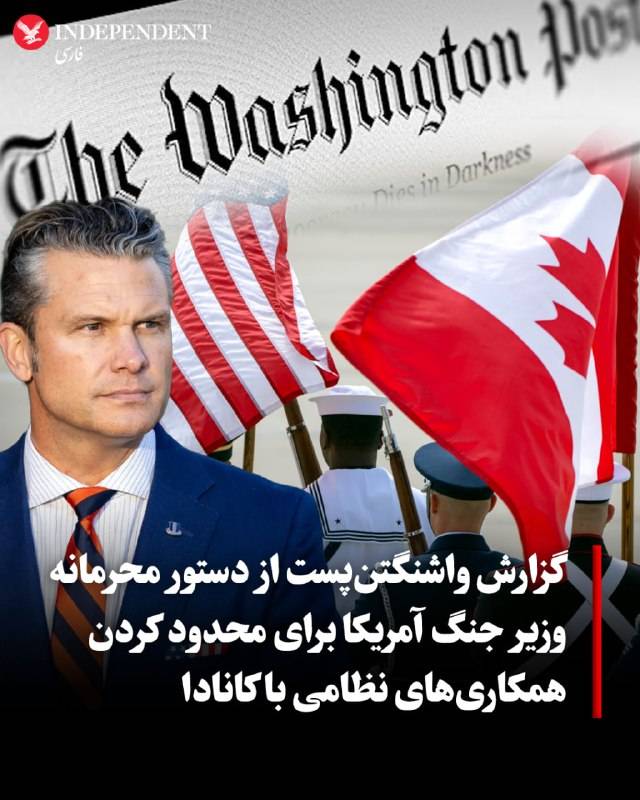 INDEPENDENT
فارسی
The Washington Post
Dies in Darkness
گزارش واشنگتن‌پست از دستور محرمانه
وزیر جنگ آمریکا برای محدود کردن
همکاری‌های نظامی با کانادا